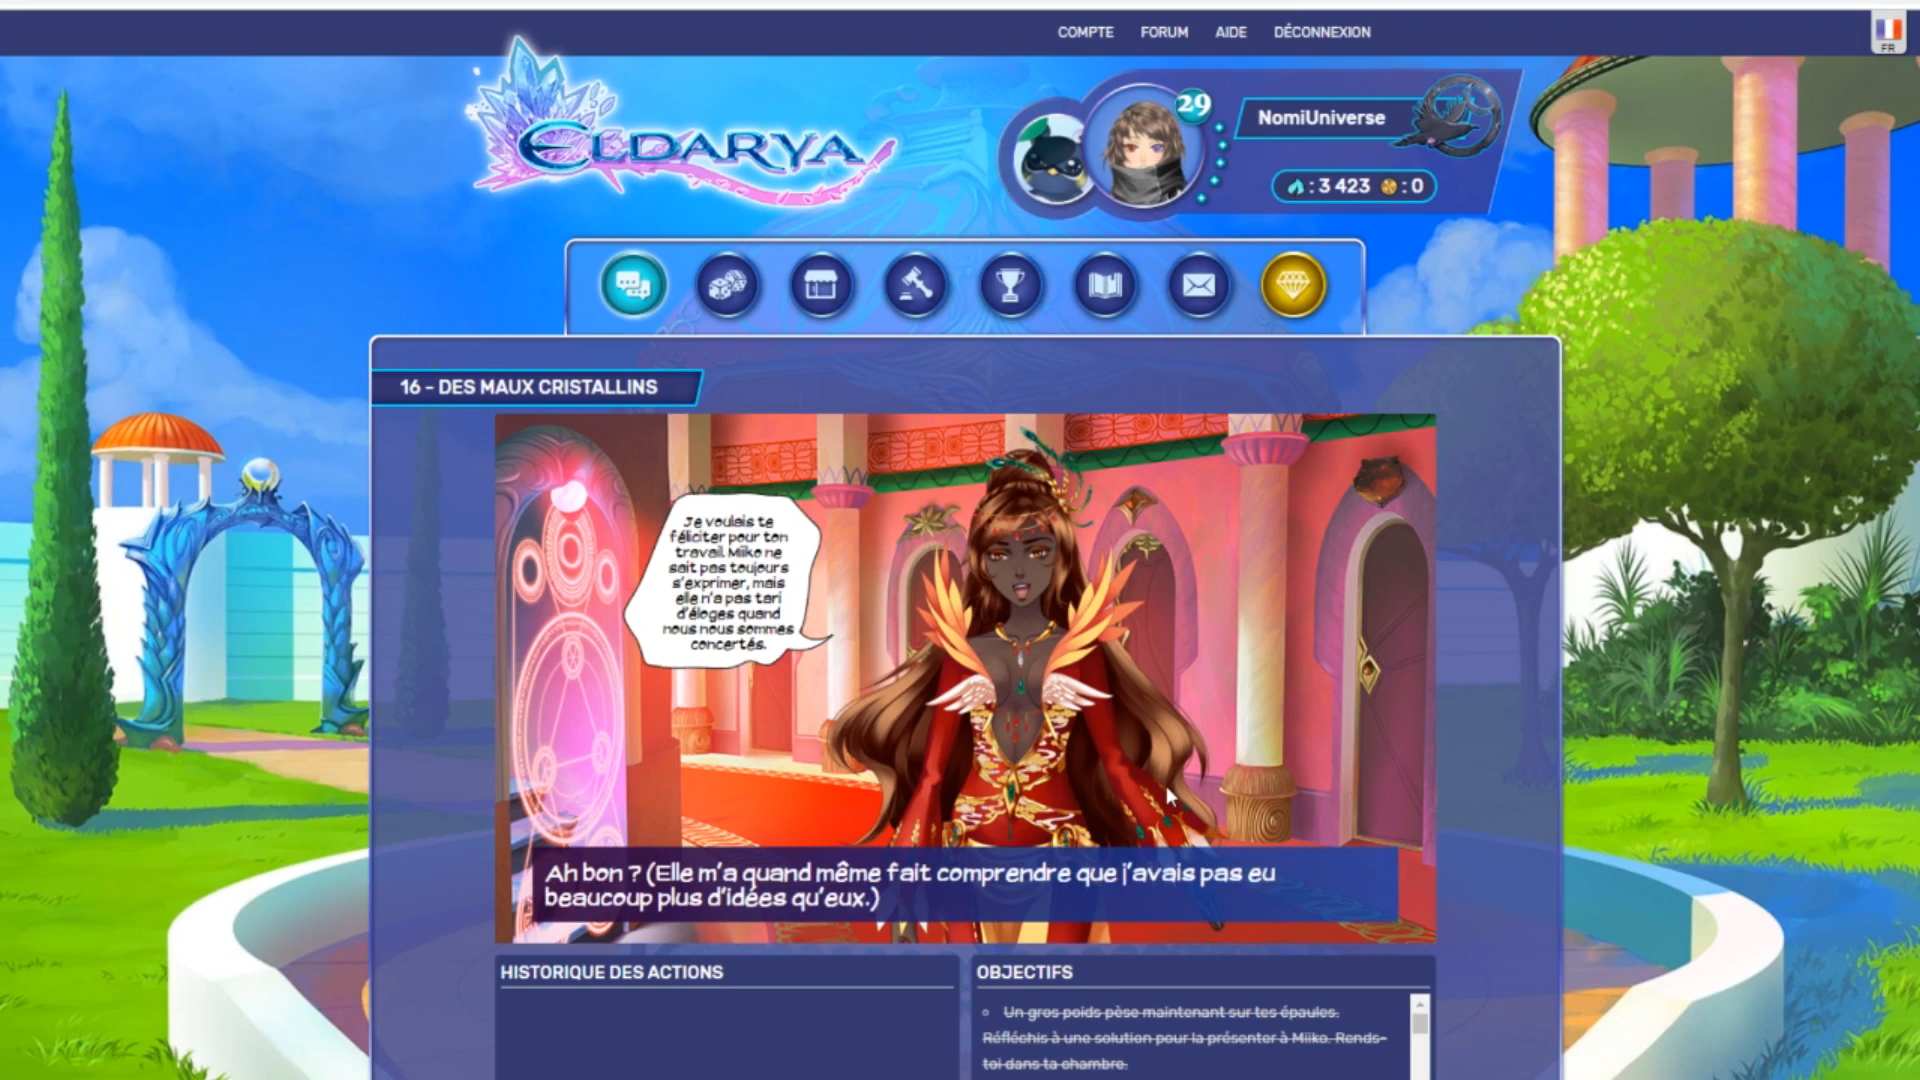 COMPTE FORUM AIDE DÉCONNEXION
FR
ELDARYA
29
NomiUniverse
: 3 423 : 0
16 - DES MAUX CRISTALLINS
Je voulais te
féliciter pour ton
travail. Miiko ne
sait pas toujours
s'exprimer, mais
elle n'a pas tari
d'éloges quand
nous nous sommes
concertés.
Ah bon ? (Elle m'a quand même fait comprendre que j'avais pas eu
beaucoup plus d'idées qu'eux.)
HISTORIQUE DES ACTIONS
OBJECTIFS
Un gros poids pèse maintenant sur tes épaules.
Réfléchis à une solution pour la présenter à Miiko. Rends-
toi dans ta chambre.